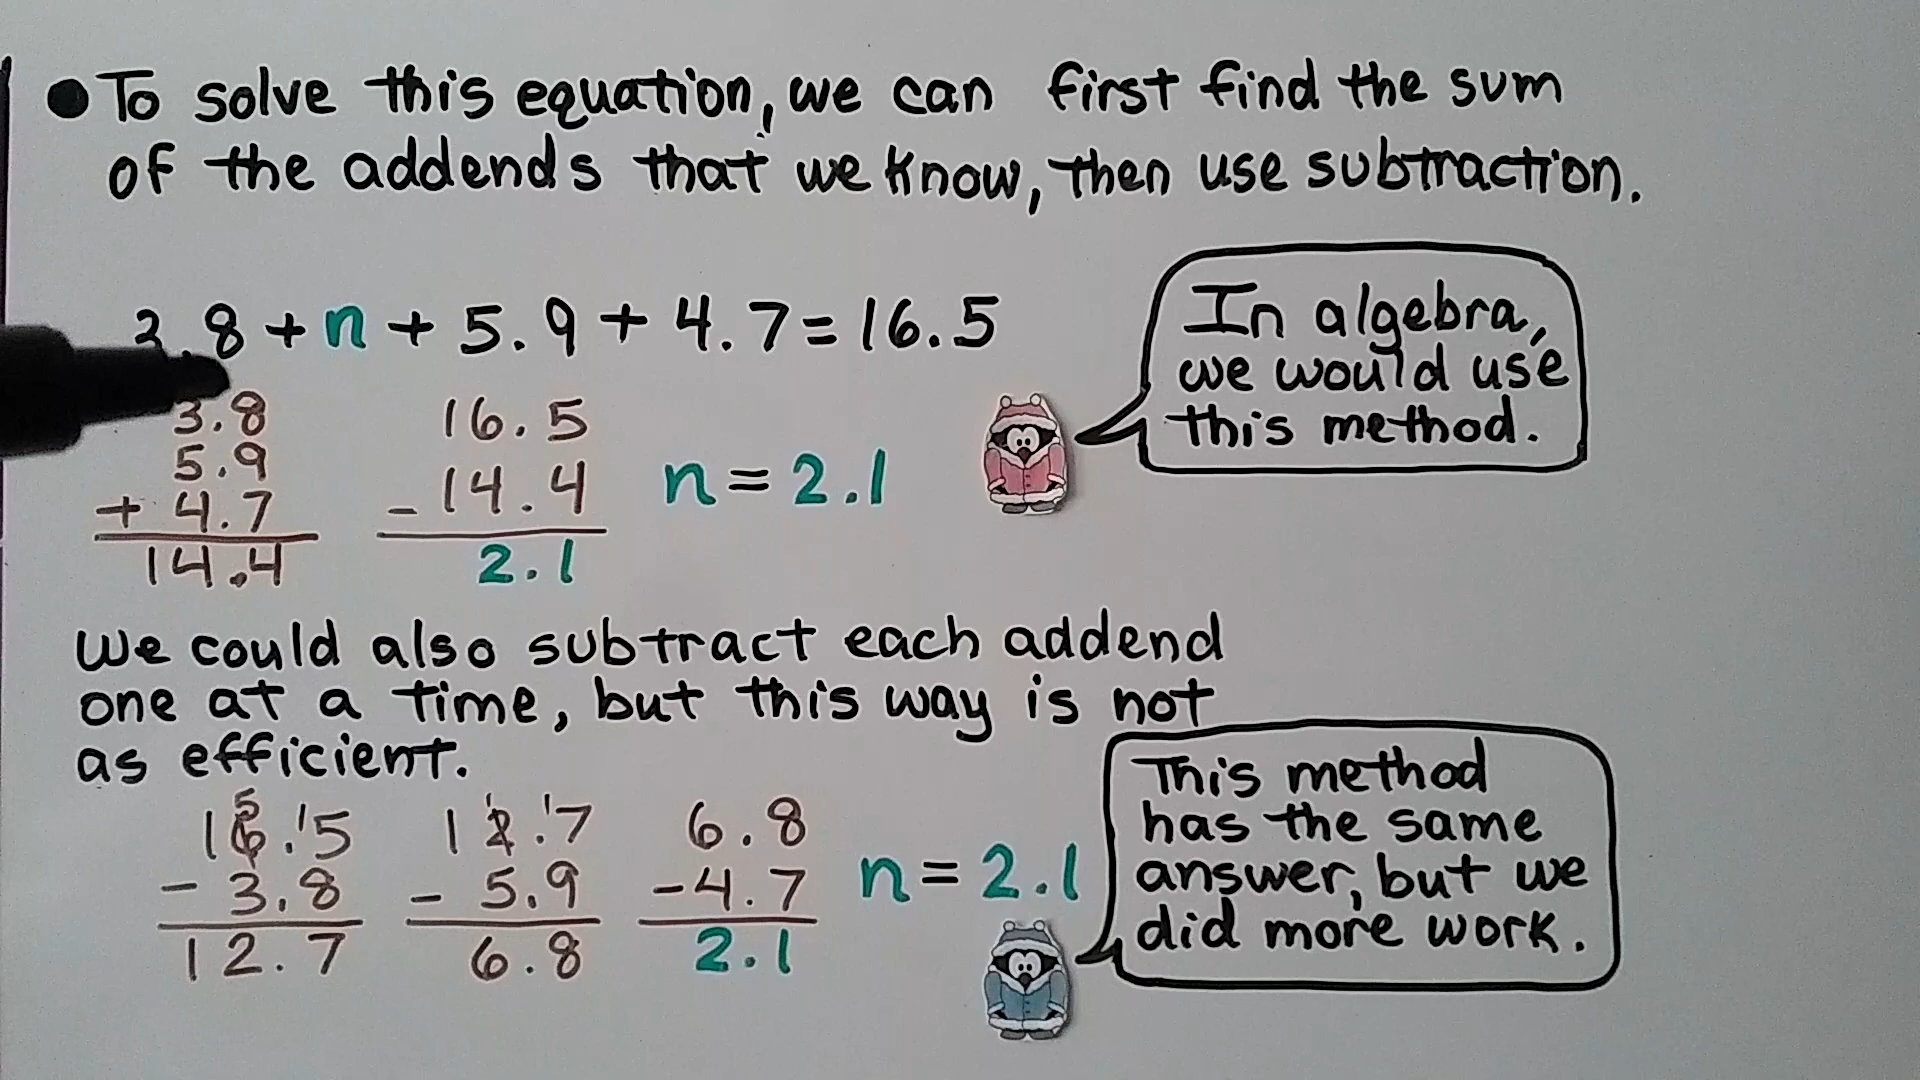 To solve this equation, we can first find the sum
of the addends that we know, then use subtraction.
3.8 + n + 5.9 + 4.7 = 16.5
In algebra,
we would use
this method.
3.8
5.9
+ 4.7
14.4
16.5
- 14.4
2.1
n = 2.1
We could also subtract each addend
one at a time, but this way is not
as efficient.
5 1
16.5
- 3.8
12.7
1 1
12.7
- 5.9
6.8
6.8
- 4.7
2.1
n = 2.1
This method
has the same
answer, but we
did more work.